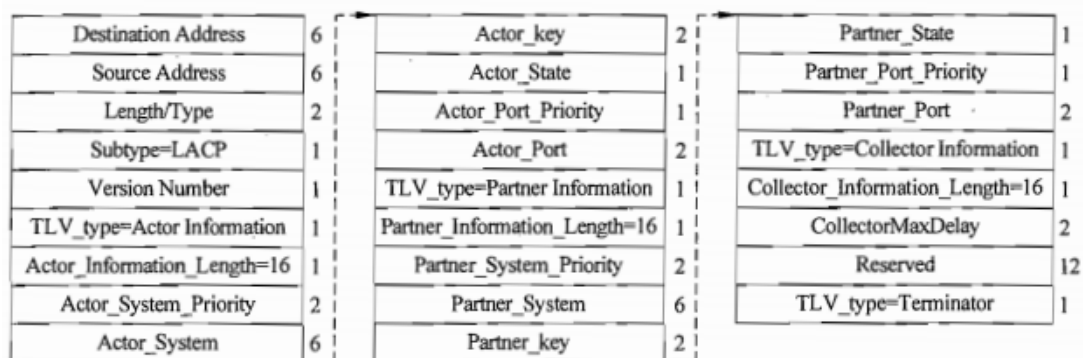 Destination Address 6
Source Address 6
Length/Type 2
Subtype=LACP 1
Version Number 1
TLV_type=Actor Information 1
Actor_Information_Length=16 1
Actor_System_Priority 2
Actor_System 6
Actor_key 2
Actor_State 1
Actor_Port_Priority 1
Actor_Port 2
TLV_type=Partner Information 1
Partner_Information_Length=16 1
Partner_System_Priority 2
Partner_System 6
Partner_key 2
Partner_State 1
Partner_Port_Priority 1
Partner_Port 2
TLV_type=Collector Information 1
Collector_Information_Length=16 1
CollectorMaxDelay 2
Reserved 12
TLV_type=Terminator 1